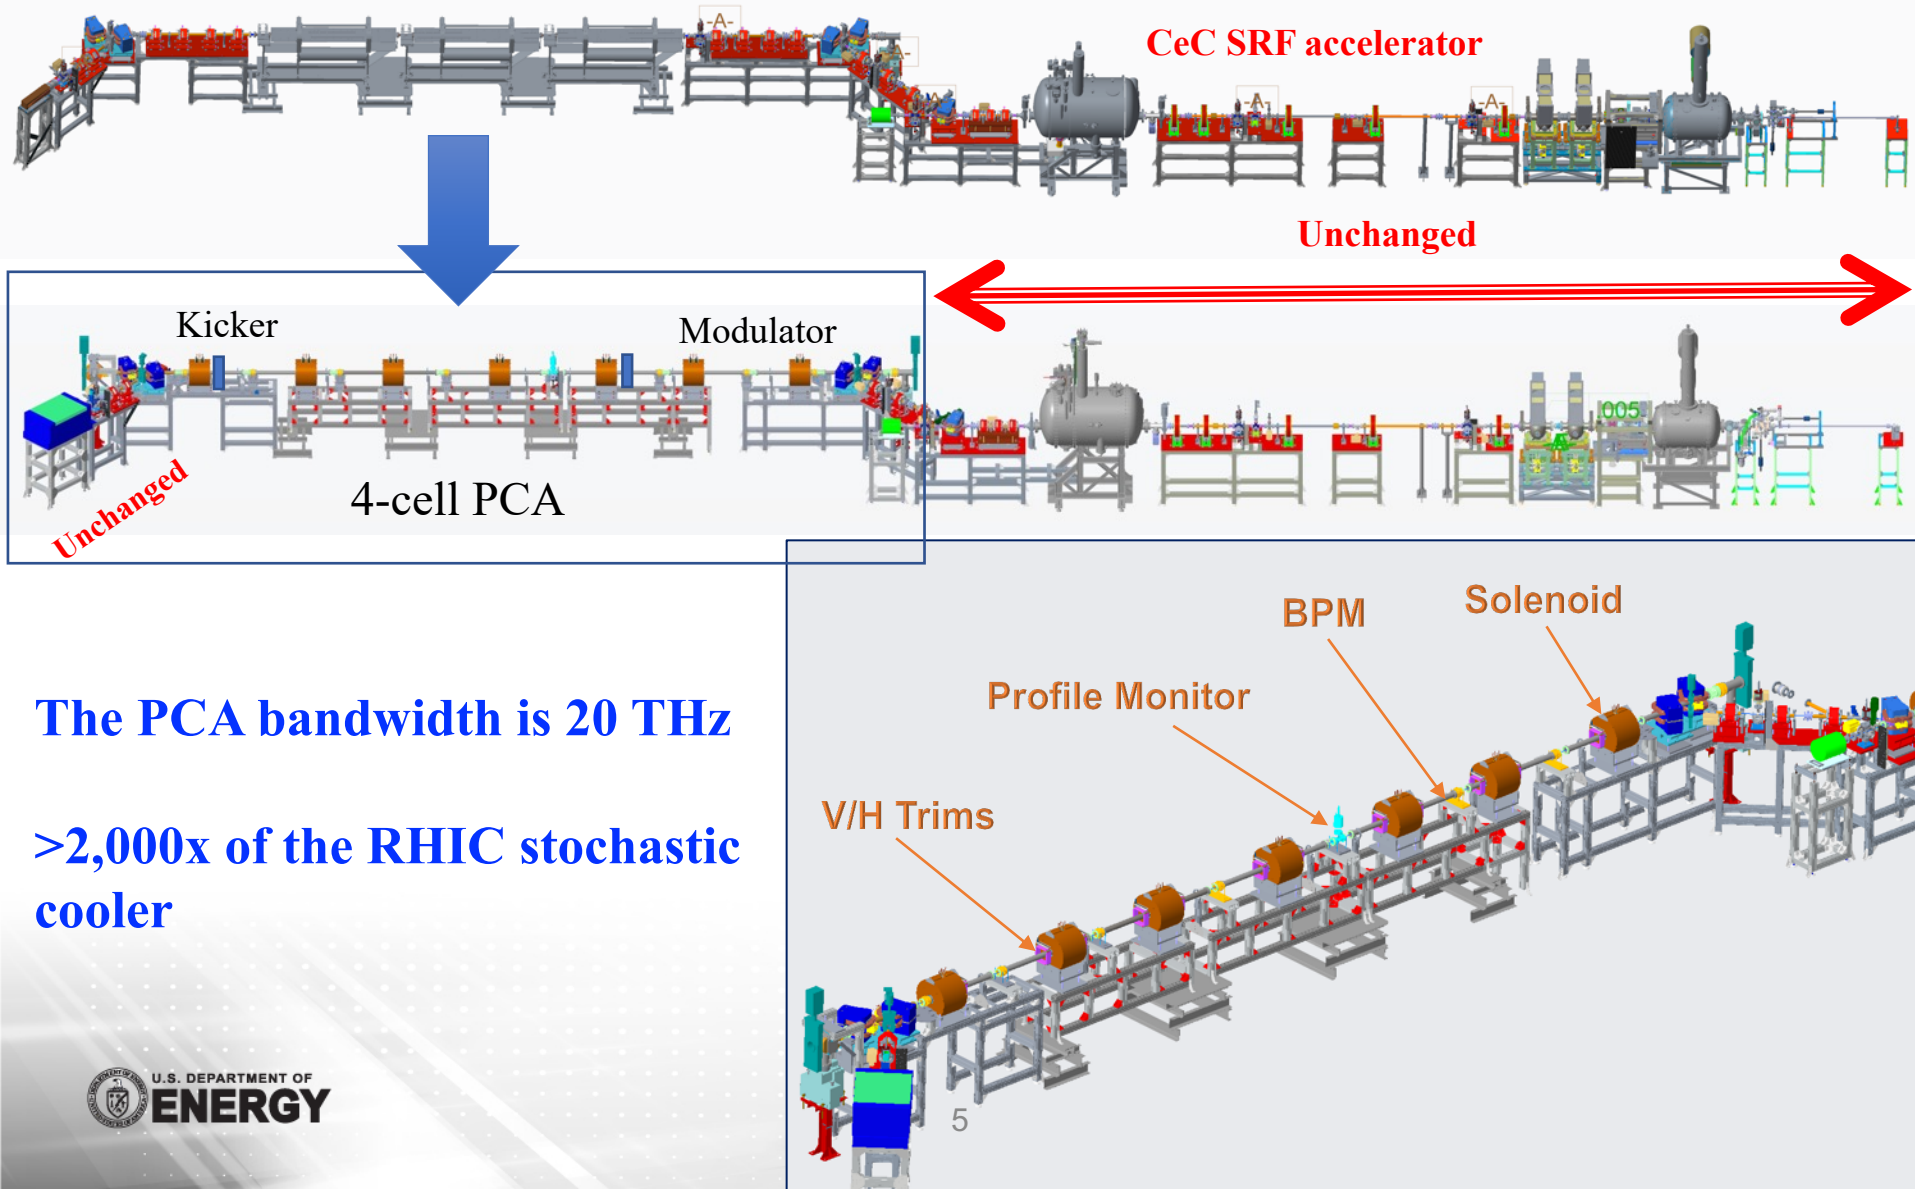 -A-
CeC SRF accelerator
-A-
-A-
-A-
-A-
Unchanged
Kicker
Modulator
005
Unchanged
4-cell PCA
The PCA bandwidth is 20 THz
>2,000x of the RHIC stochastic
cooler
BPM
Solenoid
Profile Monitor
V/H Trims
U.S. DEPARTMENT OF
ENERGY
5